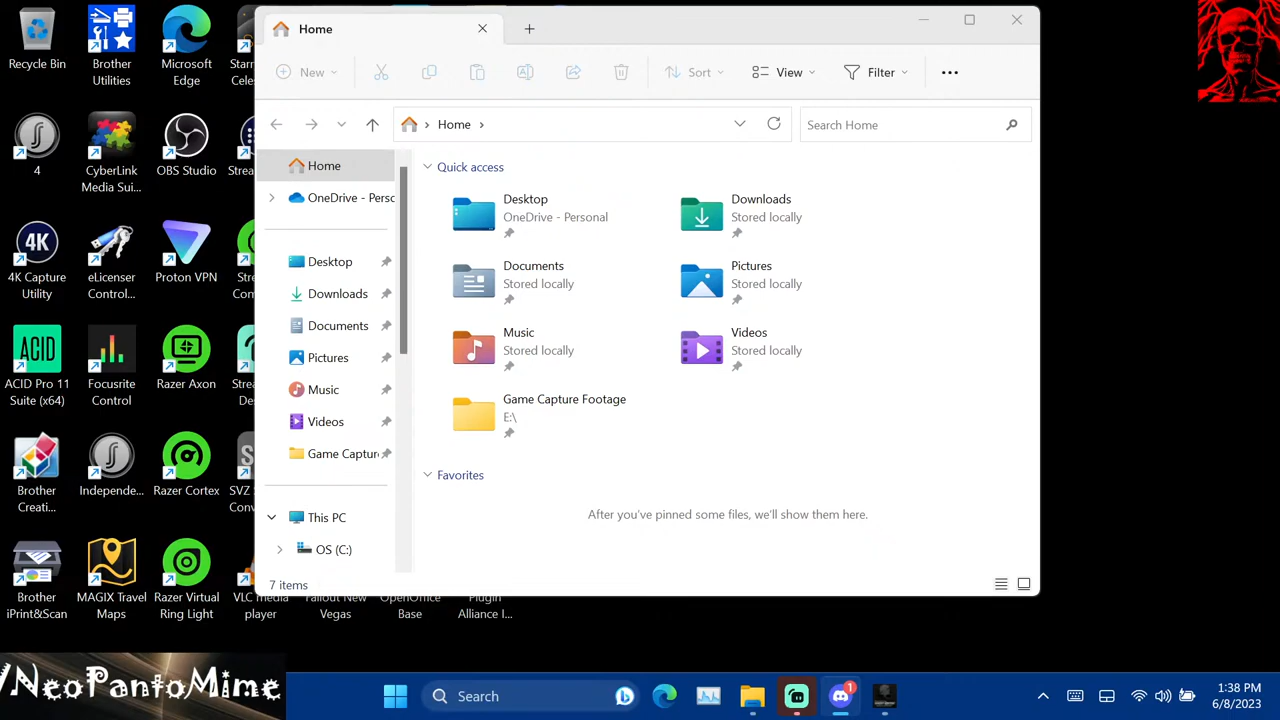 Recycle Bin
Brother
Utilities
Microsoft
Edge
4
CyberLink
Media Sui...
OBS Studio
4K
4K Capture
Utility
eLicenser
Control...
Proton VPN
ACID
ACID Pro 11
Suite (x64)
Focusrite
Control
Razer Axon
Brother
Creati...
Independe...
Razer Cortex
Brother
iPrint&Scan
MAGIX Travel
Maps
Razer Virtual
Ring Light
VLC media
player
Fallout New
Vegas
OpenOffice
Base
Plugin
Alliance I...
Home
New
Sort
View
Filter
Home
Search Home
Home
OneDrive - Perso
Desktop
Downloads
Documents
Pictures
Music
Videos
Game Captur
This PC
OS (C:)
Quick access
Desktop
OneDrive - Personal
Downloads
Stored locally
Documents
Stored locally
Pictures
Stored locally
Music
Stored locally
Videos
Stored locally
Game Capture Footage
E:\
Favorites
After you've pinned some files, we'll show them here.
7 items
/NeoPantoMime
Search
1
1:38 PM
6/8/2023